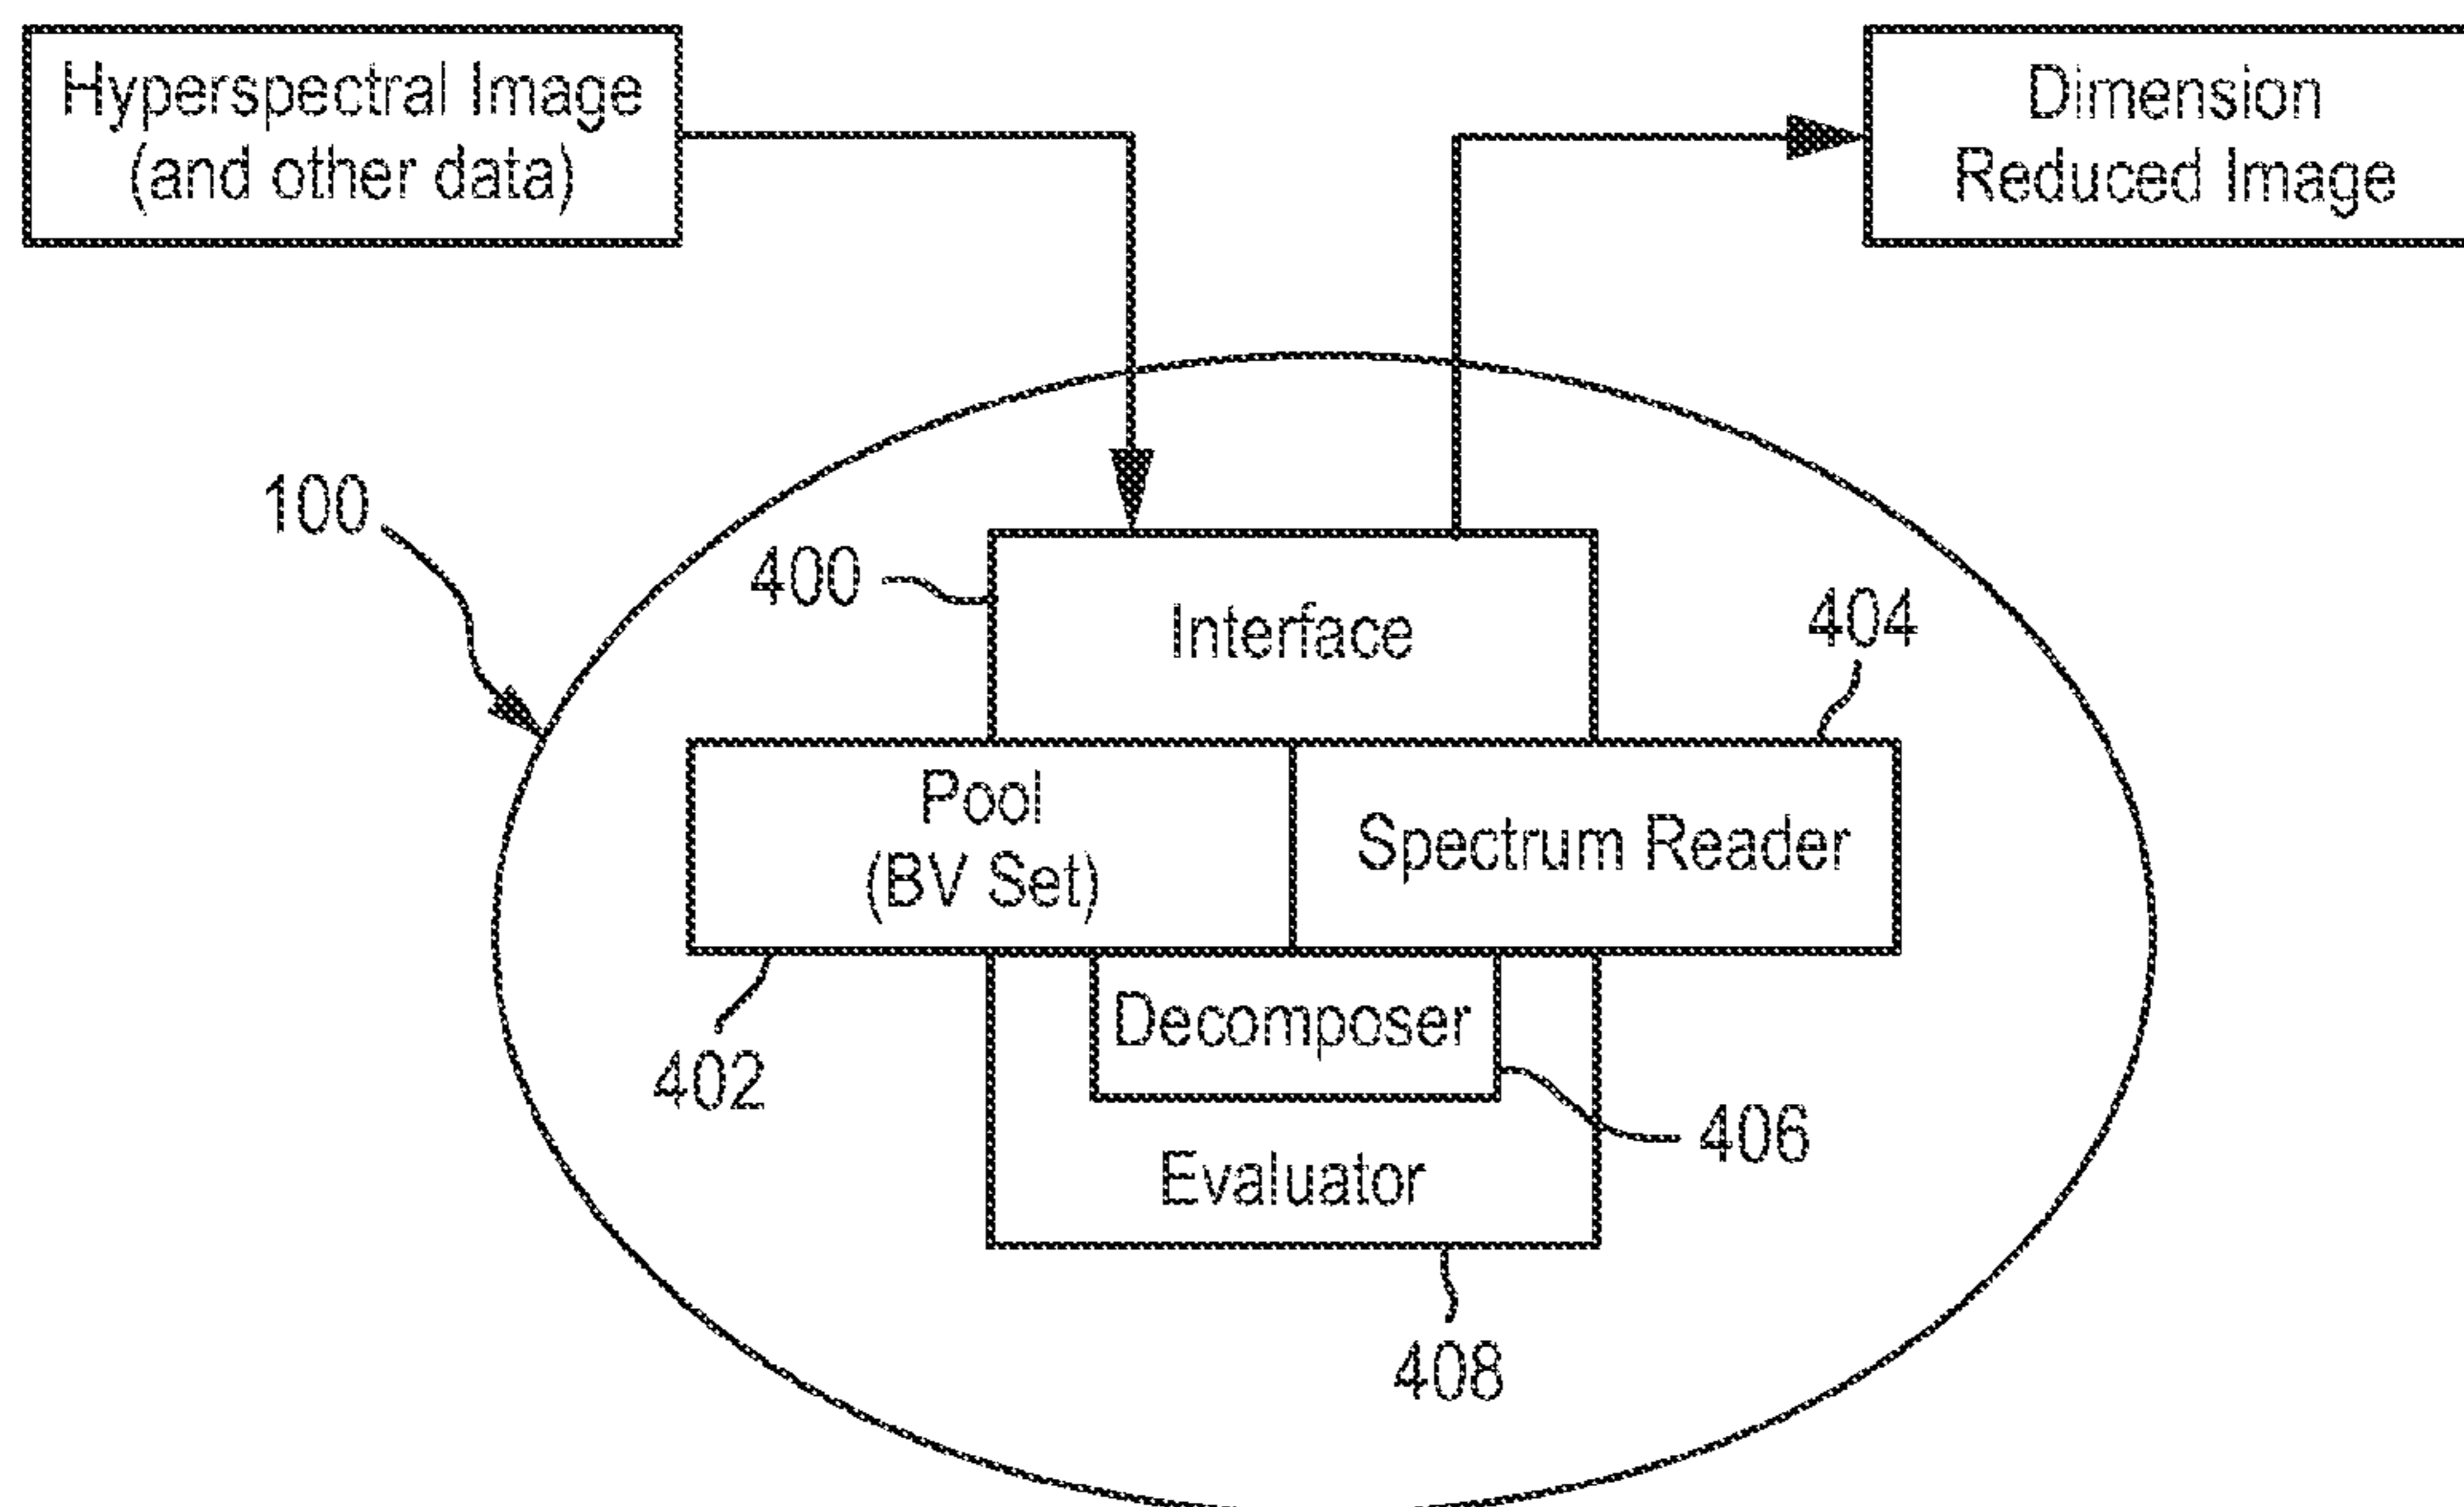 Hyperspectral Image
(and other data)
Dimension
Reduced Image
100
400
Interface
404
Pool
(BV Set)
Spectrum Reader
402
Decomposer
406
Evaluator
408